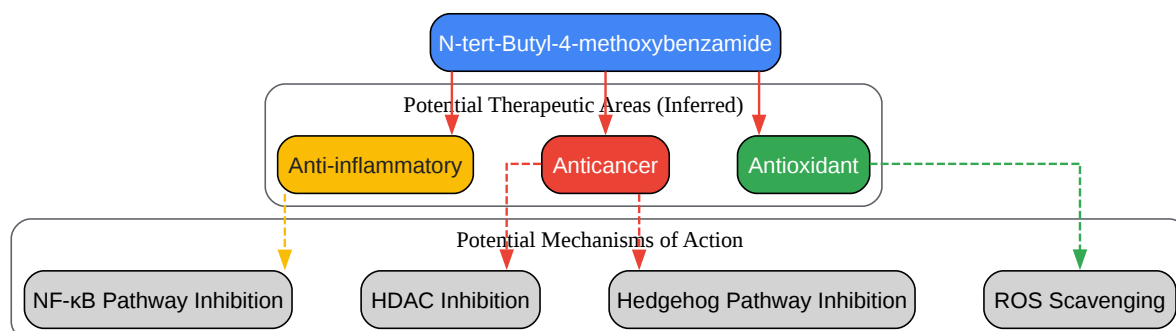 N-tert-Butyl-4-methoxybenzamide
Potential Therapeutic Areas (Inferred)
Anti-inflammatory
Anticancer
Antioxidant
Potential Mechanisms of Action
NF-κB Pathway Inhibition
HDAC Inhibition
Hedgehog Pathway Inhibition
ROS Scavenging